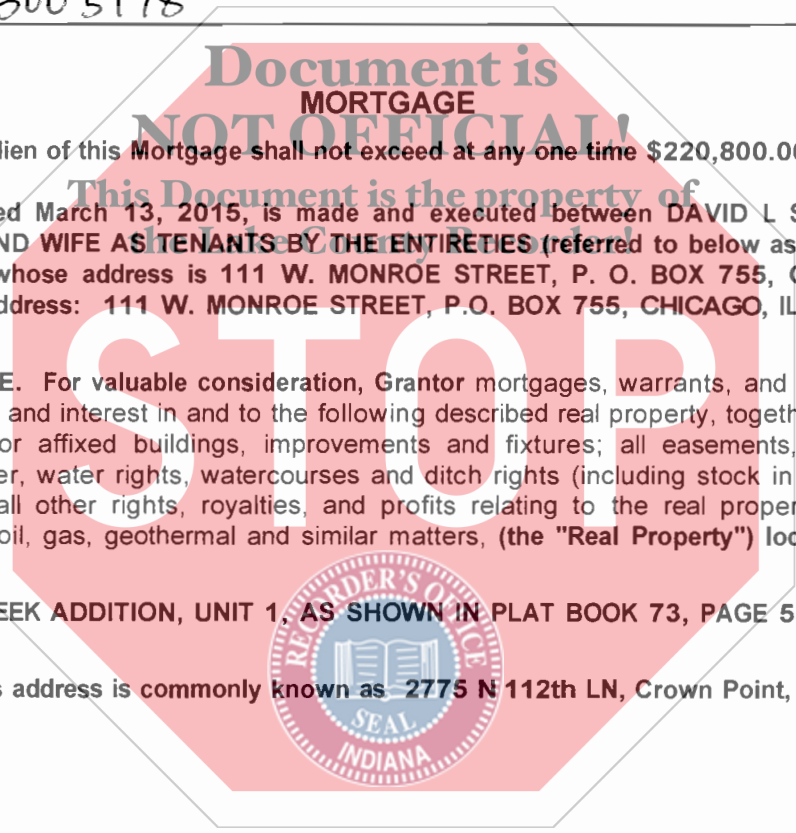 Document is
MORTGAGE
NOT OFFICIAL!
lien of this Mortgage shall not exceed at any one time $220,800.00
This Document is the property of
ed March 13, 2015, is made and executed between DAVID L S
the Lake County Recorder!
ND WIFE AS TENANTS BY THE ENTIRETIES (referred to below as
whose address is 111 W. MONROE STREET, P. O. BOX 755, C
ddress: 111 W. MONROE STREET, P.O. BOX 755, CHICAGO, IL
STOP
E. For valuable consideration, Grantor mortgages, warrants, and
and interest in and to the following described real property, togeth
or affixed buildings, improvements and fixtures; all easements,
er, water rights, watercourses and ditch rights (including stock in
all other rights, royalties, and profits relating to the real proper
oil, gas, geothermal and similar matters, (the "Real Property") loc
EEK ADDITION, UNIT 1, AS SHOWN IN PLAT BOOK 73, PAGE 5
s address is commonly known as 2775 N 112th LN, Crown Point,
RECORDER'S OFFICE
SEAL
INDIANA